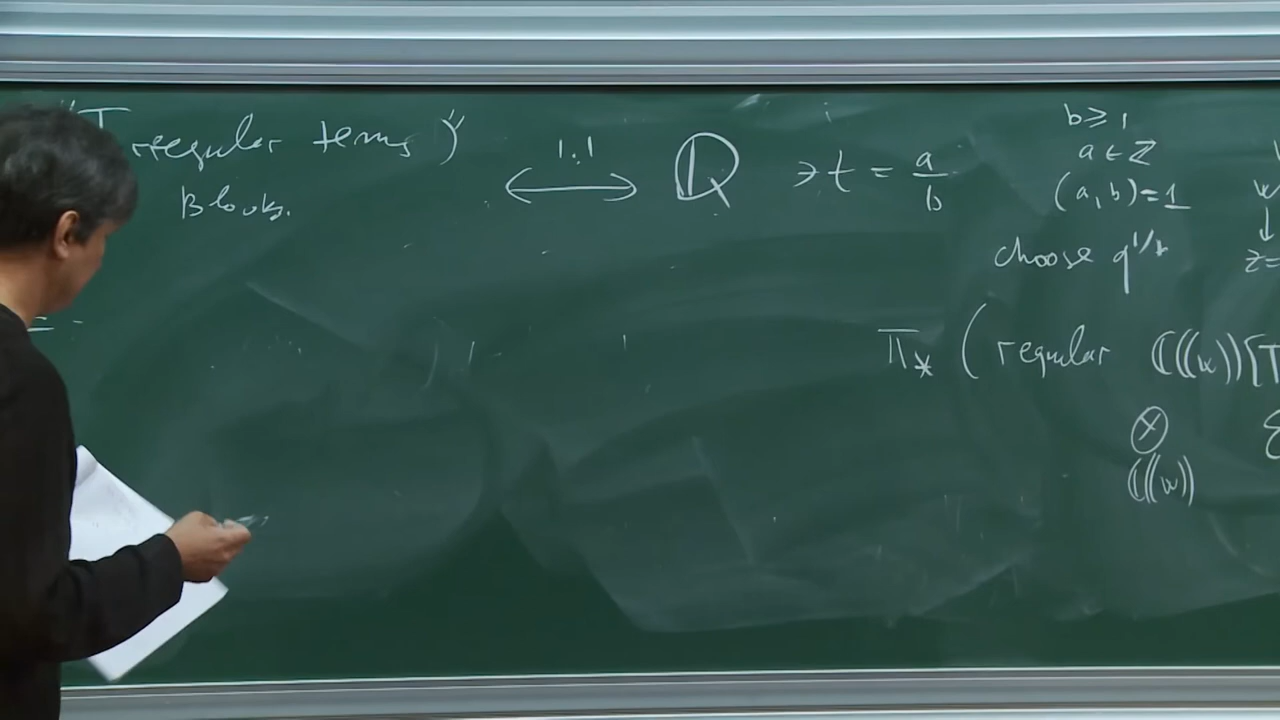 "Irregular terms"
Blocks.
1:1
⟷ ℚ ∋ t = a/b
b ≥ 1
a ∈ ℤ
(a, b) = 1
choose q^{1/b}
w
↓
z =
π_* ( regular ℂ((w))[T
⊗
ℂ((w))